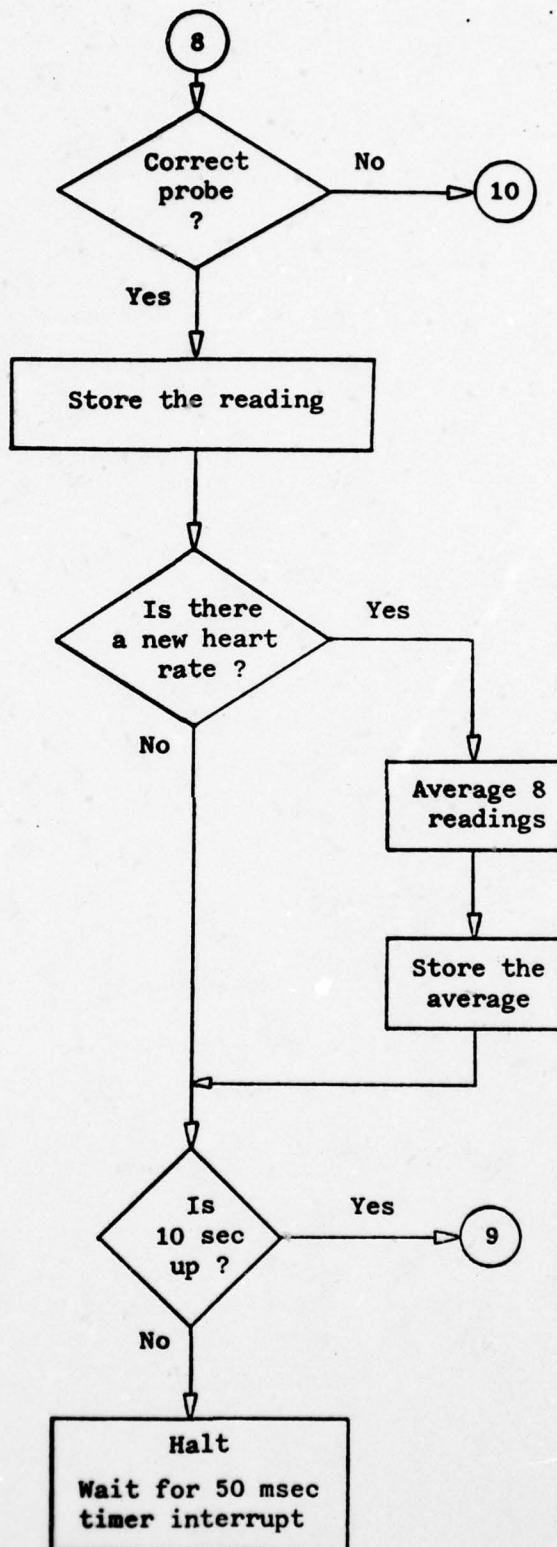 8
Correct
probe
?
No
10
Yes
Store the reading
Is there
a new heart
rate ?
Yes
No
Average 8
readings
Store the
average
Is
10 sec
up ?
Yes
9
No
Halt
Wait for 50 msec
timer interrupt